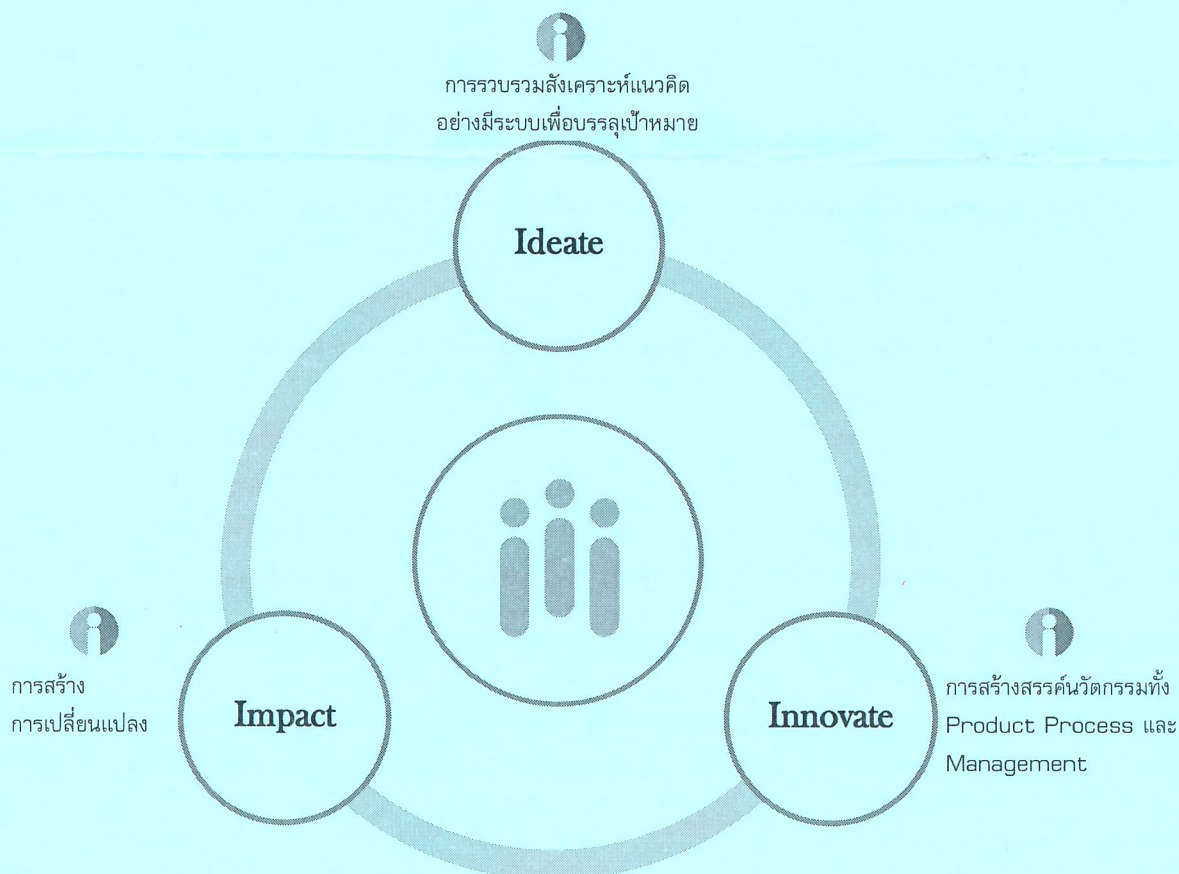 การรวบรวมสังเคราะห์แนวคิด
อย่างมีระบบเพื่อบรรลุเป้าหมาย
Ideate
การสร้าง
การเปลี่ยนแปลง
Impact
Innovate
การสร้างสรรค์นวัตกรรมทั้ง
Product Process และ
Management